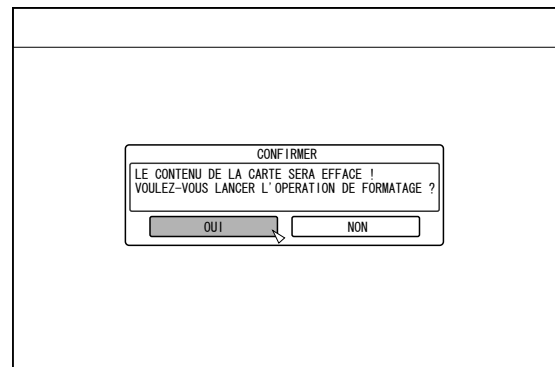 CONFIRMER
LE CONTENU DE LA CARTE SERA EFFACE !
VOULEZ-VOUS LANCER L'OPERATION DE FORMATAGE ?
OUI
NON